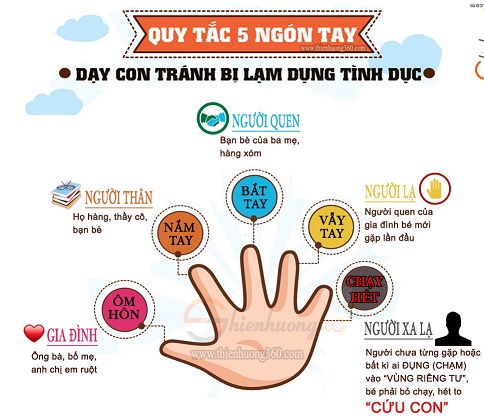 QUY TẮC 5 NGÓN TAY
www.thienhuong360.com
DẠY CON TRÁNH BỊ LẠM DỤNG TÌNH DỤC
NGƯỜI QUEN
Bạn bè của ba mẹ,
hàng xóm
NGƯỜI THÂN
Họ hàng, thầy cô,
bạn bè
BẮT
TAY
NGƯỜI LẠ
Người quen của
gia đình bé mới
gặp lần đầu
NẮM
TAY
VẪY
TAY
CHẠY
HÉT
ÔM
HÔN
GIA ĐÌNH
Ông bà, bố mẹ,
anh chị em ruột
thienhuong360
www.thienhuong360.com
NGƯỜI XA LẠ
Người chưa từng gặp hoặc
bất kì ai ĐỤNG (CHẠM)
vào “VÙNG RIÊNG TƯ”,
bé phải bỏ chạy, hét to
“CỨU CON”